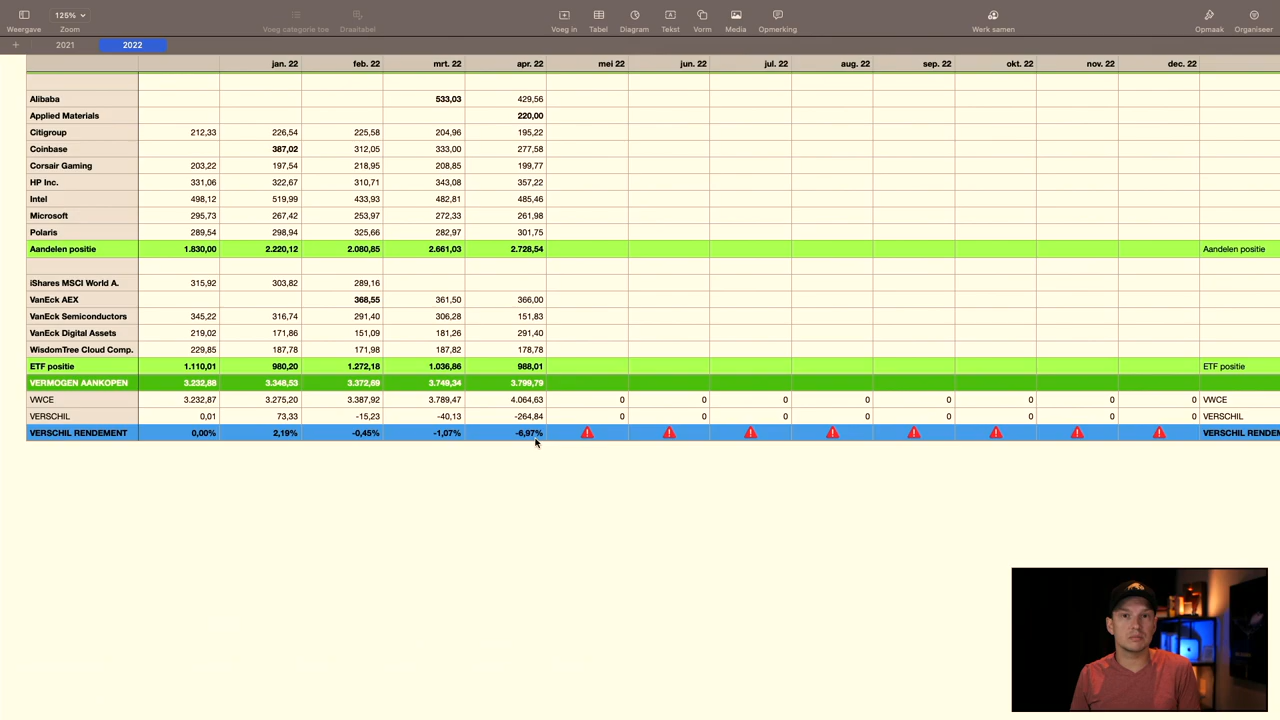 125%
Weergave Zoom Voeg categorie toe Draaitabel Voeg in Tabel Diagram Tekst Vorm Media Opmerking Werk samen Opmaak Organiseer
+ 2021 2022
jan. 22 feb. 22 mrt. 22 apr. 22 mei 22 jun. 22 jul. 22 aug. 22 sep. 22 okt. 22 nov. 22 dec. 22
Alibaba 533,03 429,56
Applied Materials 220,00
Citigroup 212,33 226,54 225,58 204,96 195,22
Coinbase 387,02 312,05 333,00 277,58
Corsair Gaming 203,22 197,54 218,95 208,85 199,77
HP Inc. 331,06 322,67 310,71 343,08 357,22
Intel 498,12 519,99 433,93 482,81 485,46
Microsoft 295,73 267,42 253,97 272,33 261,98
Polaris 289,54 298,94 325,66 282,97 301,75
Aandelen positie 1.830,00 2.220,12 2.080,85 2.661,03 2.728,54 Aandelen positie
iShares MSCI World A. 315,92 303,82 289,16
VanEck AEX 368,55 361,50 366,00
VanEck Semiconductors 345,22 316,74 291,40 306,28 151,83
VanEck Digital Assets 219,02 171,86 151,09 181,26 291,40
WisdomTree Cloud Comp. 229,85 187,78 171,98 187,82 178,78
ETF positie 1.110,01 980,20 1.272,18 1.036,86 988,01 ETF positie
VERMOGEN AANKOPEN 3.232,88 3.348,53 3.372,69 3.749,34 3.799,79
VWCE 3.232,87 3.275,20 3.387,92 3.789,47 4.064,63 0 0 0 0 0 0 0 0 VWCE
VERSCHIL 0,01 73,33 -15,23 -40,13 -264,84 0 0 0 0 0 0 0 0 VERSCHIL
VERSCHIL RENDEMENT 0,00% 2,19% -0,45% -1,07% -6,97% VERSCHIL RENDEM